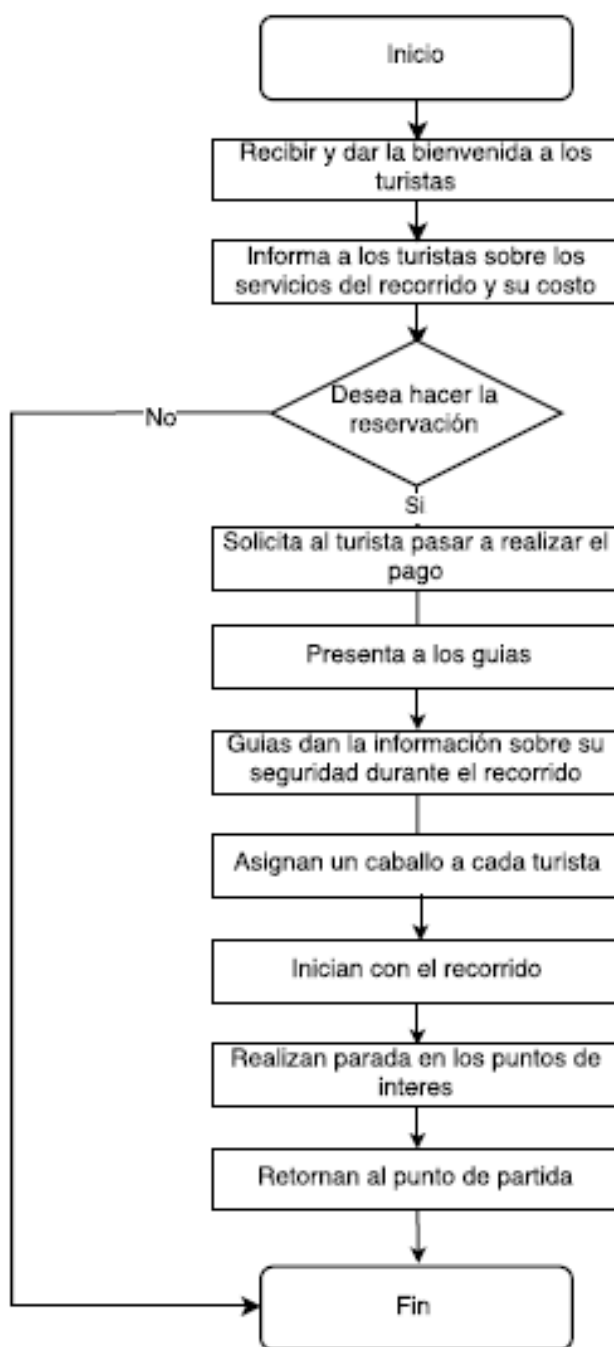 Inicio
Recibir y dar la bienvenida a los
turistas
Informa a los turistas sobre los
servicios del recorrido y su costo
Desea hacer la
reservación
No
Si
Solicita al turista pasar a realizar el
pago
Presenta a los guias
Guias dan la información sobre su
seguridad durante el recorrido
Asignan un caballo a cada turista
Inician con el recorrido
Realizan parada en los puntos de
interes
Retornan al punto de partida
Fin